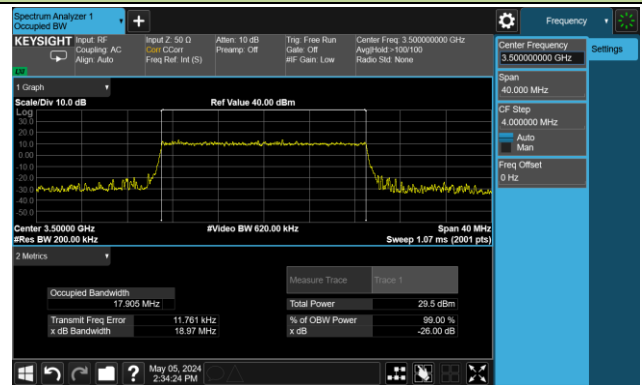 Spectrum Analyzer 1
Occupied BW
Frequency
KEYSIGHT
Input: RF
Coupling: AC
Align: Auto
Input Z: 50 Ω
Corr CCorr
Freq Ref: Int (S)
Atten: 10 dB
Preamp: Off
Trig: Free Run
Gate: Off
#IF Gain: Low
Center Freq: 3.500000000 GHz
Avg|Hold:>100/100
Radio Std: None
LU
Center Frequency
3.500000000 GHz
Settings
Span
40.000 MHz
CF Step
4.000000 MHz
Auto
Man
Freq Offset
0 Hz
1 Graph
Scale/Div 10.0 dB
Ref Value 40.00 dBm
Log
30.0
20.0
10.0
0.00
-10.0
-20.0
-30.0
-40.0
-50.0
Center 3.50000 GHz
#Video BW 620.00 kHz
Span 40 MHz
#Res BW 200.00 kHz
Sweep 1.07 ms (2001 pts)
2 Metrics
Measure Trace
Trace 1
Occupied Bandwidth
17.905 MHz
Total Power
29.5 dBm
Transmit Freq Error
11.761 kHz
% of OBW Power
99.00 %
x dB Bandwidth
18.97 MHz
x dB
-26.00 dB
?
May 05, 2024
2:34:24 PM